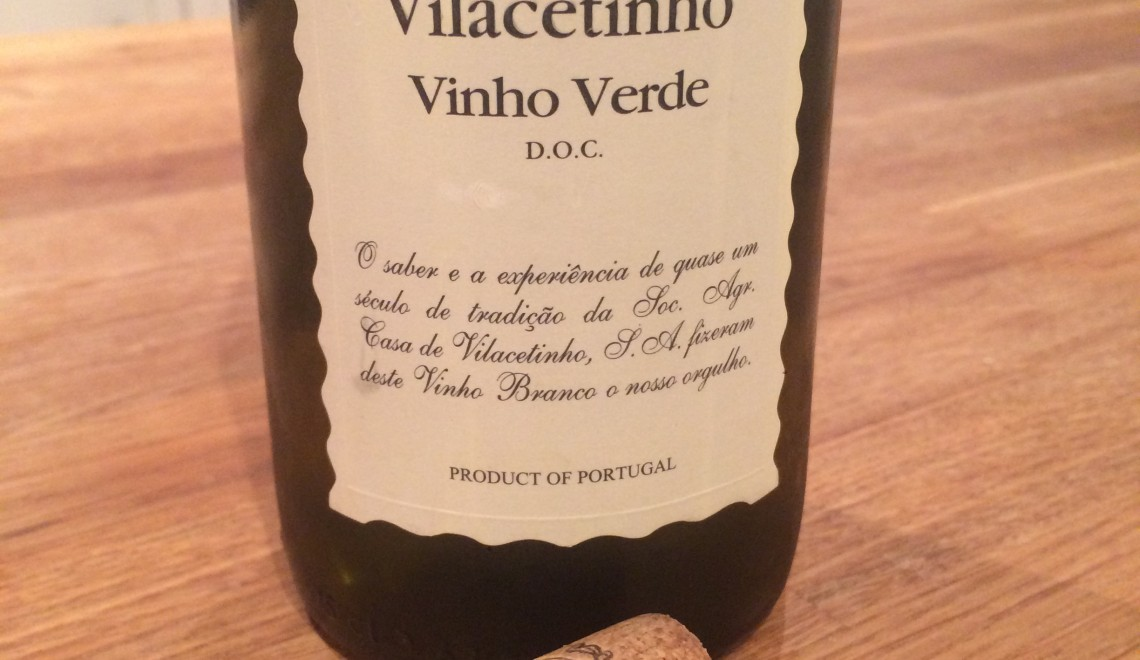 Vilacetinho
Vinho Verde
D.O.C.
O saber e a experiência de quase um
século de tradição da Soc. Agr.
Casa de Vilacetinho, S. A. fizeram
deste Vinho Branco o nosso orgulho.
PRODUCT OF PORTUGAL